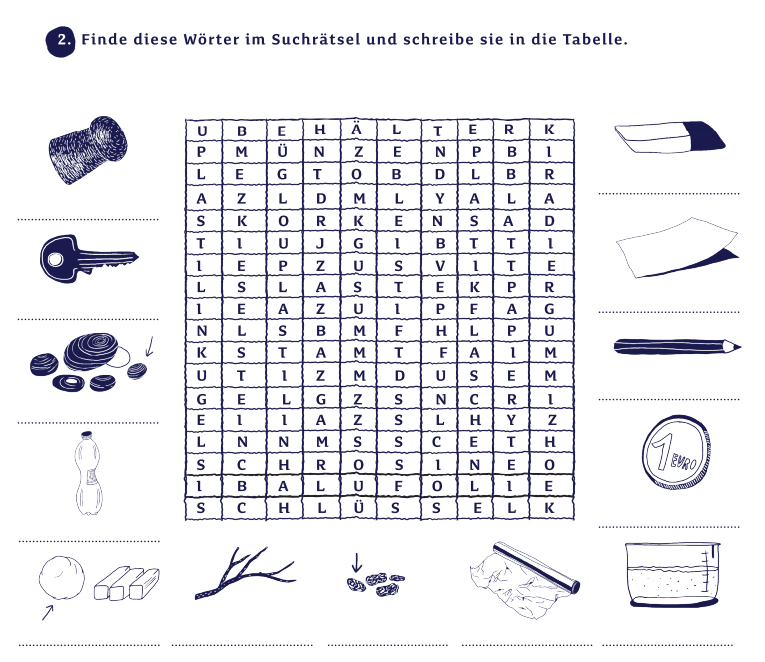 2. Finde diese Wörter im Suchrätsel und schreibe sie in die Tabelle.
U B E H Ä L T E R K
P M Ü N Z E N P B I
L E G T O B D L B R
A Z L D M L Y A L A
S K O R K E N S A D
T I U J G I B T T I
I E P Z U S V I T E
L S L A S T E K P R
I E A Z U I P F A G
N L S B M F H L P U
K S T A M T F A I M
U T I Z M D U S E M
G E L G Z S N C R I
E I I A Z S L H Y Z
L N N M S S C E T H
S C H R O S I N E O
I B A L U F O L I E
S C H L Ü S S E L K
1 EURO